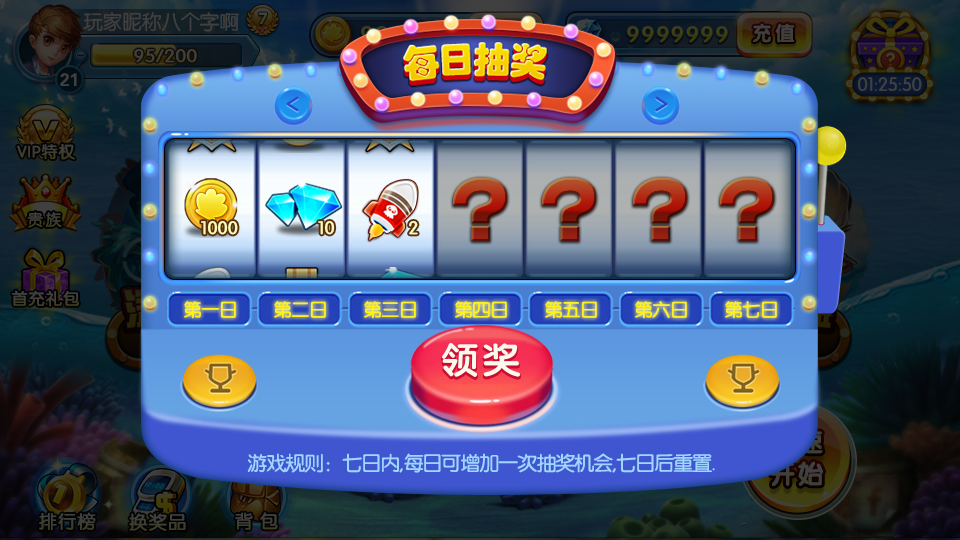 玩家昵称八个字啊
7
95/200
21
9999999
充值
01:25:50
每日抽奖
<
>
VIP特权
贵族
首充礼包
1000
10
2
?
?
?
?
第一日
第二日
第三日
第四日
第五日
第六日
第七日
领奖
游戏规则：七日内,每日可增加一次抽奖机会,七日后重置.
速
开始
排行榜
换奖品
背包